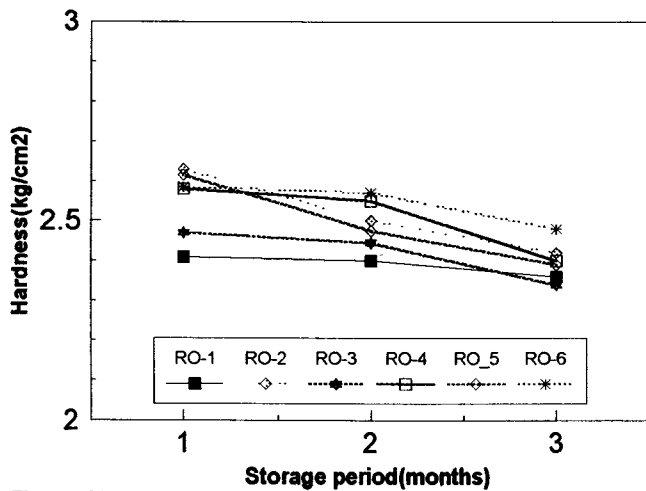 3
2.5
2
Hardness(kg/cm2)
RO-1 RO-2 RO-3 RO-4 RO_5 RO-6
1 2 3
Storage period(months)